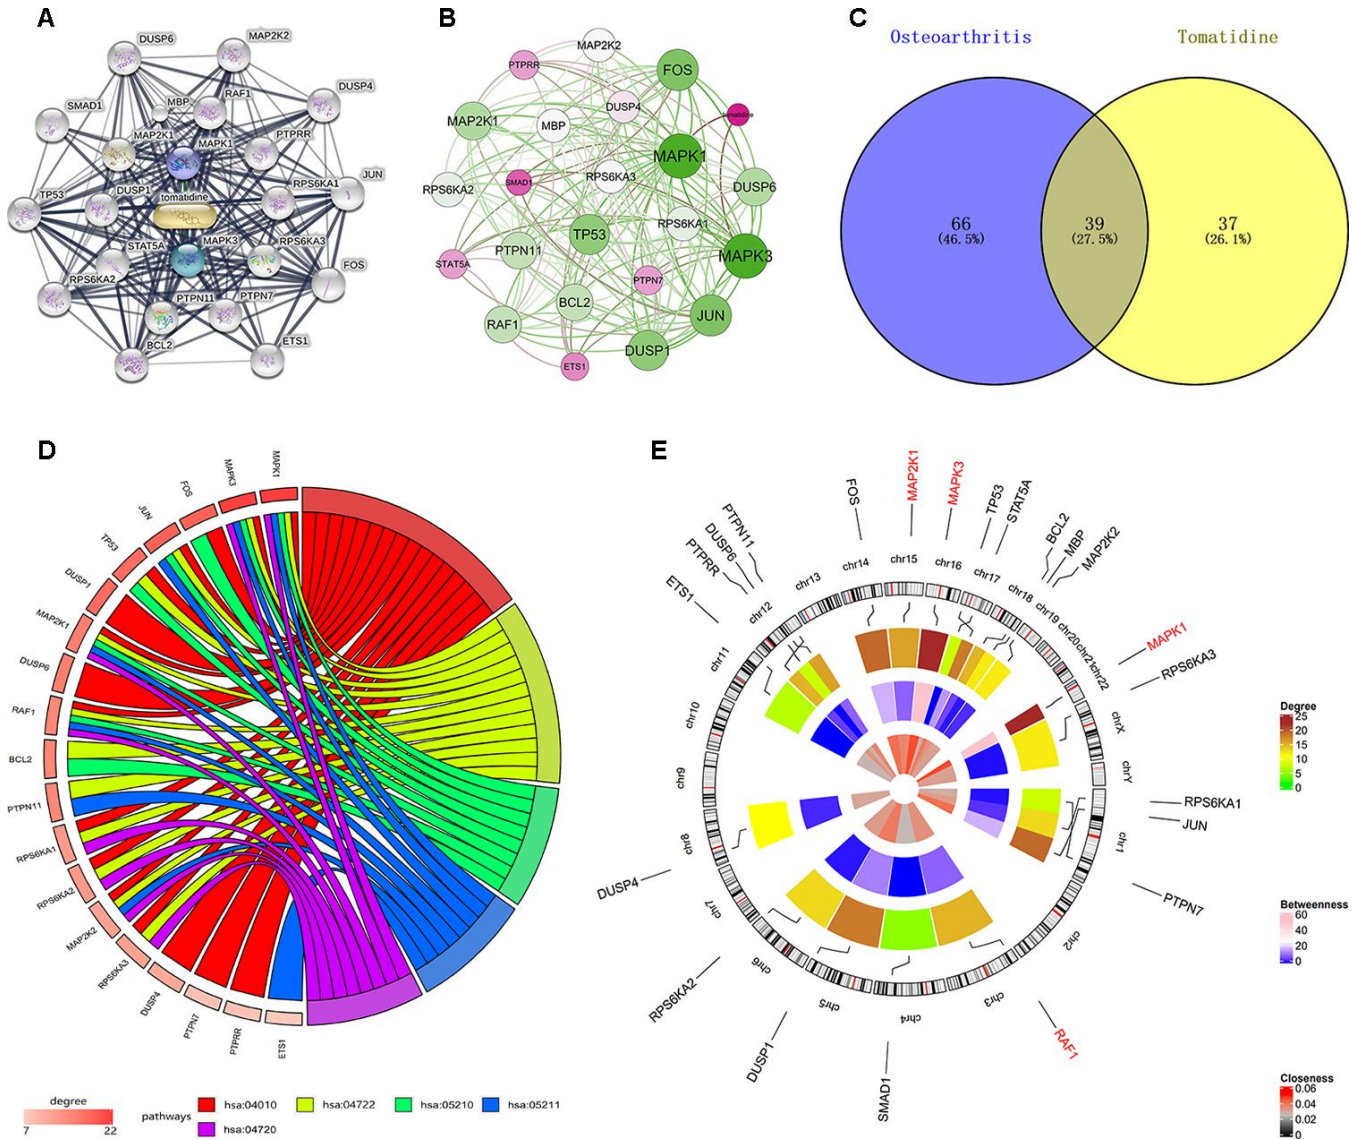 A
DUSP6
MAP2K2
SMAD1
MBP
RAF1
DUSP4
MAP2K1
MAPK1
PTPRR
JUN
TP53
DUSP1
tomatidine
RPS6KA1
STAT5A
MAPK3
RPS6KA3
FOS
RPS6KA2
PTPN11
PTPN7
BCL2
ETS1
B
MAP2K2
PTPRR
FOS
DUSP4
tomatidine
MAP2K1
MBP
MAPK1
RPS6KA2
SMAD1
RPS6KA3
DUSP6
RPS6KA1
TP53
STAT5A
PTPN11
MAPK3
PTPN7
BCL2
RAF1
JUN
DUSP1
ETS1
C
Osteoarthritis
Tomatidine
66
(46.5%)
39
(27.5%)
37
(26.1%)
D
MAPK1
MAPK3
FOS
JUN
TP53
DUSP1
MAP2K1
DUSP6
RAF1
BCL2
PTPN11
RPS6KA1
RPS6KA2
MAP2K2
RPS6KA3
DUSP4
PTPN7
PTPRR
ETS1
degree
7
22
pathways
hsa:04010
hsa:04722
hsa:05210
hsa:05211
hsa:04720
E
ETS1
PTPRR
DUSP6
PTPN11
FOS
MAP2K1
MAPK3
TP53
STAT5A
BCL2
MBP
MAP2K2
MAPK1
RPS6KA3
RPS6KA1
JUN
PTPN7
RAF1
SMAD1
DUSP1
RPS6KA2
DUSP4
chr1
chr2
chr3
chr4
chr5
chr6
chr7
chr8
chr9
chr10
chr11
chr12
chr13
chr14
chr15
chr16
chr17
chr18
chr19
chr20
chr21
chr22
chrX
chrY
Degree
25
20
15
10
5
0
Betweenness
60
40
20
0
Closeness
0.06
0.04
0.02
0